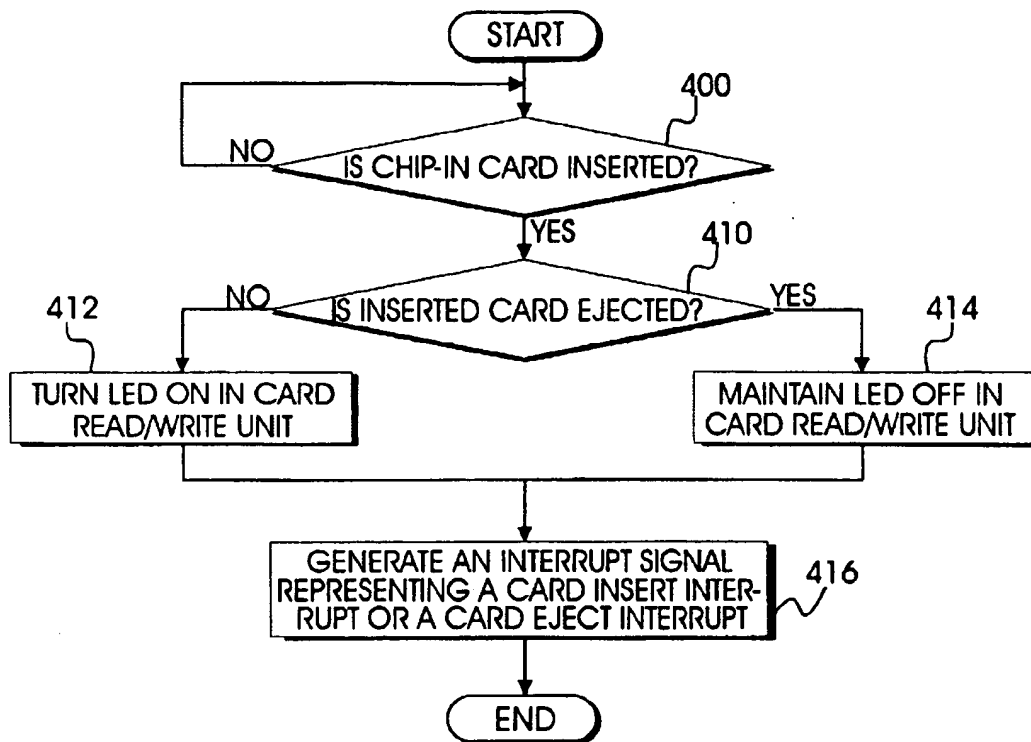 START
400
NO
IS CHIP-IN CARD INSERTED?
YES
410
NO
IS INSERTED CARD EJECTED?
YES
412
414
TURN LED ON IN CARD
READ/WRITE UNIT
MAINTAIN LED OFF IN
CARD READ/WRITE UNIT
GENERATE AN INTERRUPT SIGNAL
REPRESENTING A CARD INSERT INTER-
RUPT OR A CARD EJECT INTERRUPT
416
END